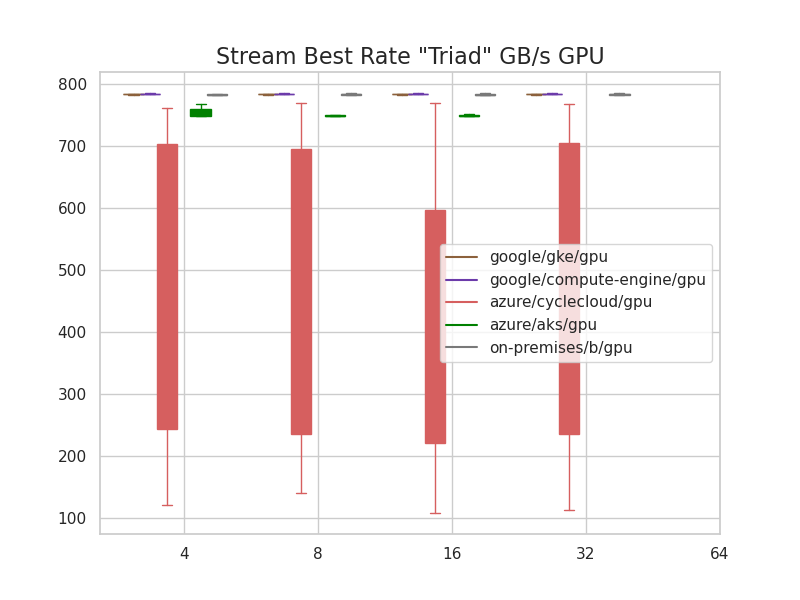 Stream Best Rate "Triad" GB/s GPU
800
700
600
500
400
300
200
100
google/gke/gpu
google/compute-engine/gpu
azure/cyclecloud/gpu
azure/aks/gpu
on-premises/b/gpu
4
8
16
32
64